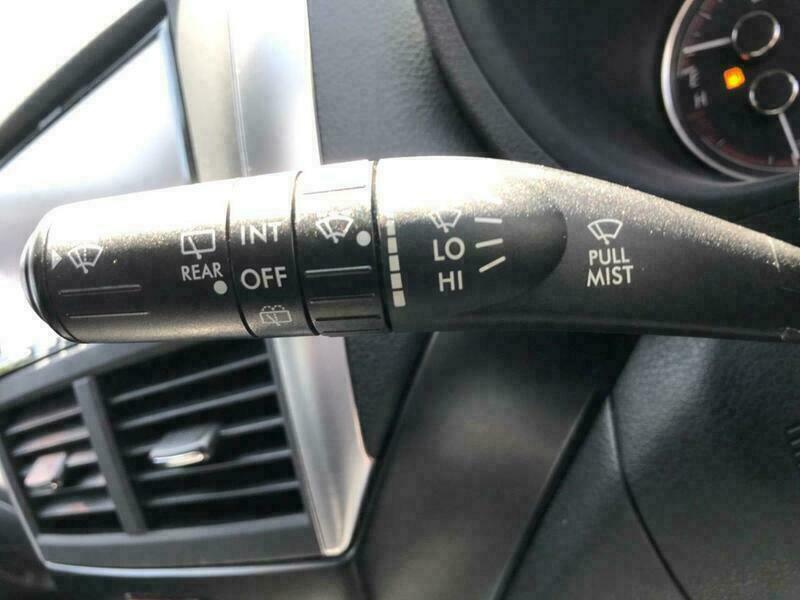 REAR
INT
OFF
LO
HI
PULL
MIST